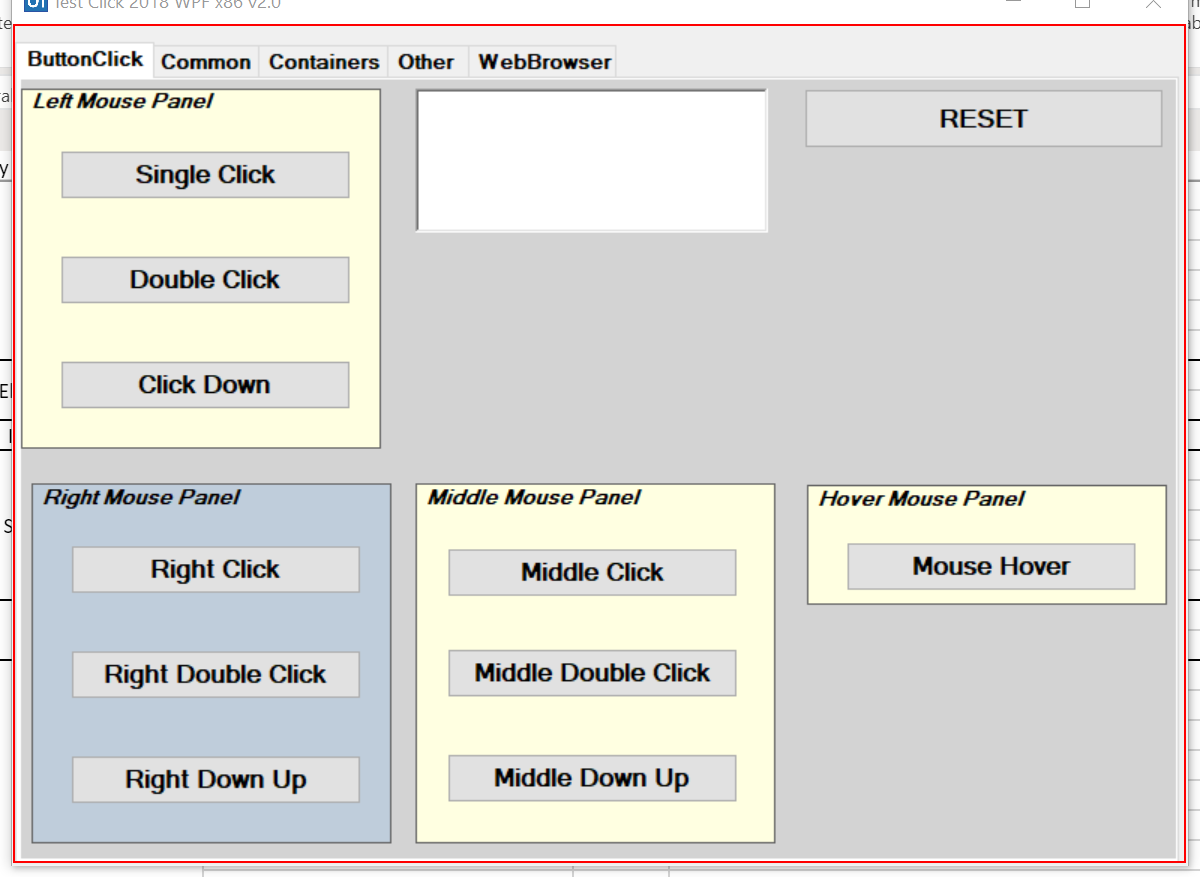 Test Click 2018 WPF x86 v2.0
ButtonClick Common Containers Other WebBrowser
Left Mouse Panel
Single Click
Double Click
Click Down
RESET
Right Mouse Panel
Right Click
Right Double Click
Right Down Up
Middle Mouse Panel
Middle Click
Middle Double Click
Middle Down Up
Hover Mouse Panel
Mouse Hover